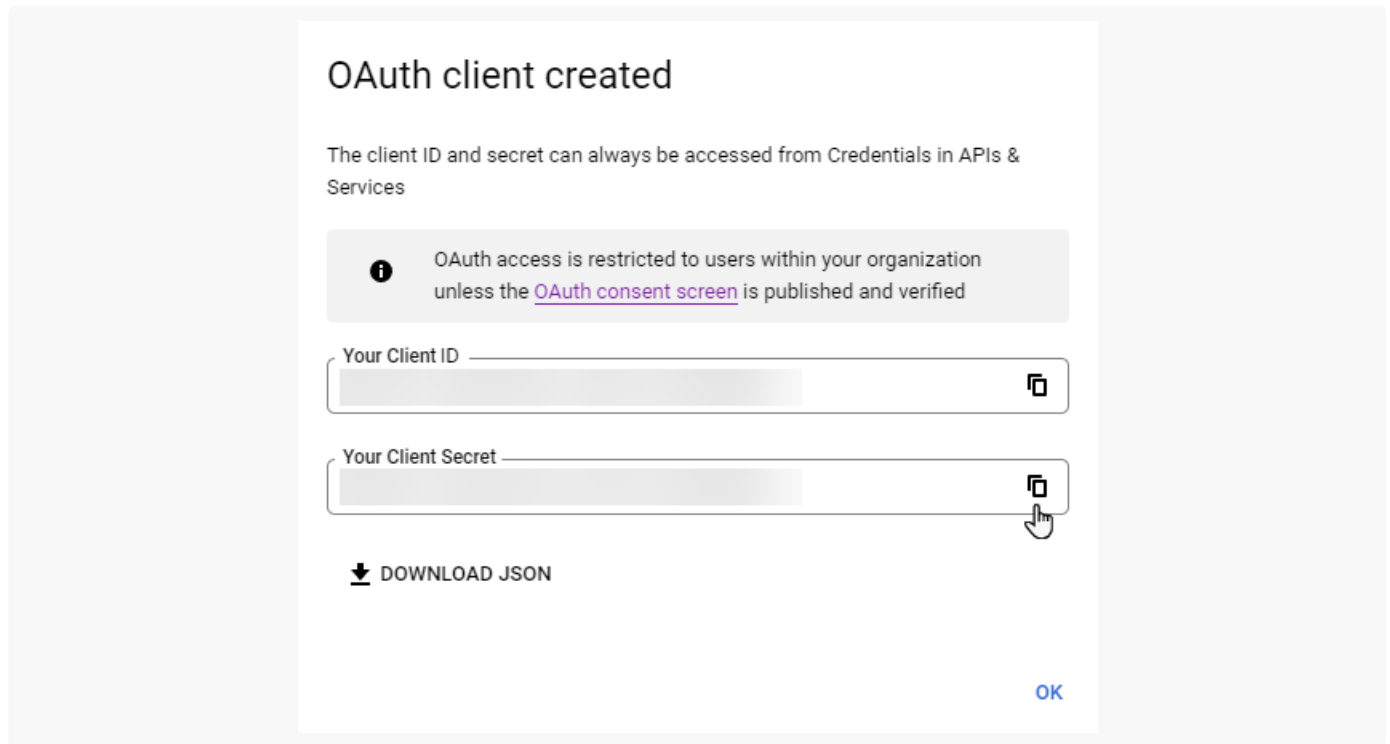 OAuth client created
The client ID and secret can always be accessed from Credentials in APIs &
Services
OAuth access is restricted to users within your organization
unless the OAuth consent screen is published and verified
Your Client ID
Your Client Secret
DOWNLOAD JSON
OK